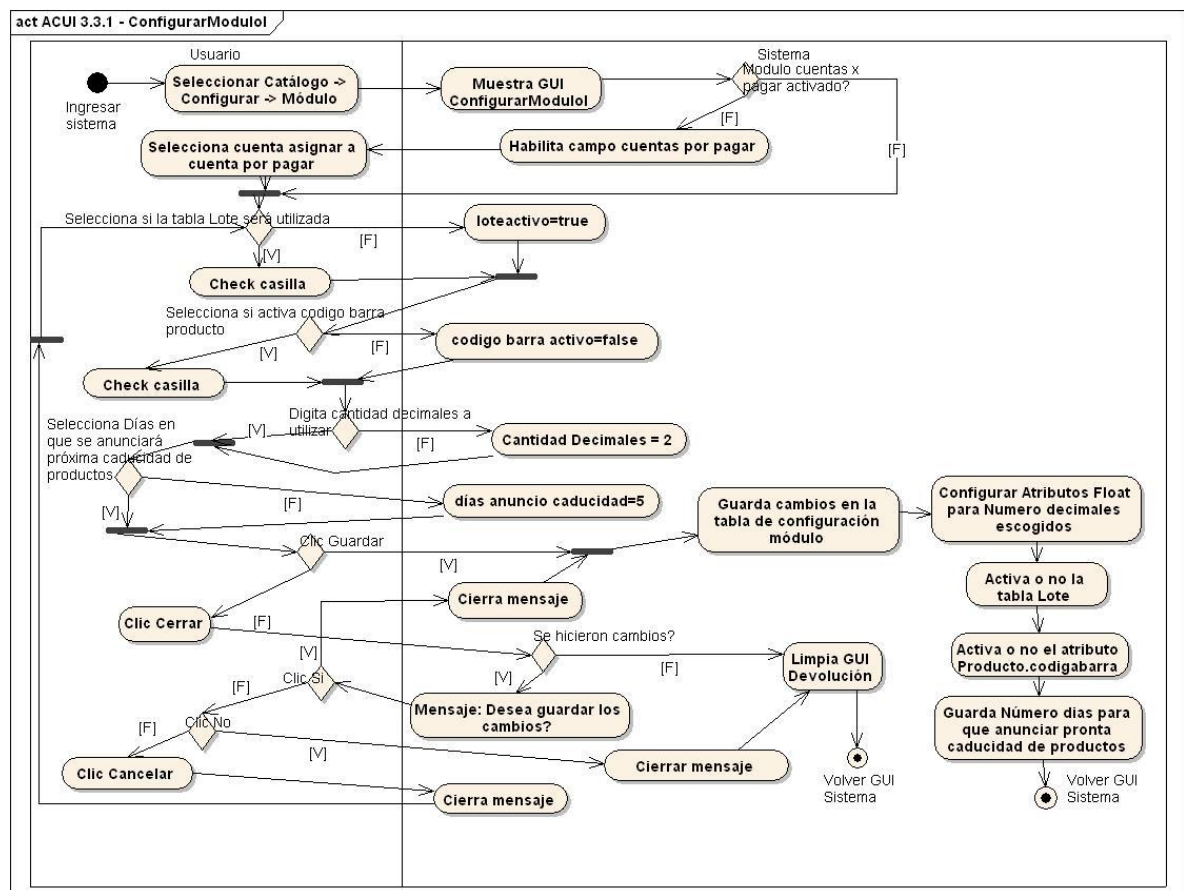 act ACUI 3.3.1 - ConfigurarModuloI
Usuario
Sistema
Ingresar
sistema
Seleccionar Catálogo ->
Configurar -> Módulo
Muestra GUI
ConfigurarModuloI
Modulo cuentas x
pagar activado?
[F]
[F]
Habilita campo cuentas por pagar
Selecciona cuenta asignar a
cuenta por pagar
Selecciona si la tabla Lote será utilizada
[F]
[V]
loteactivo=true
Check casilla
Selecciona si activa codigo barra
producto
[V]
[F]
codigo barra activo=false
Check casilla
Digita cantidad decimales a
utilizar
[V]
[F]
Cantidad Decimales = 2
Selecciona Días en
que se anunciará
próxima caducidad de
productos
[V]
[F]
días anuncio caducidad=5
Clic Guardar
[V]
Guarda cambios en la
tabla de configuración
módulo
Configurar Atributos Float
para Numero decimales
escogidos
Activa o no la
tabla Lote
Activa o no el atributo
Producto.codigabarra
Guarda Número dias para
que anunciar pronta
caducidad de productos
Volver GUI
Sistema
Clic Cerrar
[F]
Cierra mensaje
Se hicieron cambios?
[F]
[V]
Limpia GUI
Devolución
Volver GUI
Sistema
Mensaje: Desea guardar los
cambios?
Clic Si
[V]
[F]
Clic No
[F]
[V]
Cierrar mensaje
Clic Cancelar
Cierra mensaje